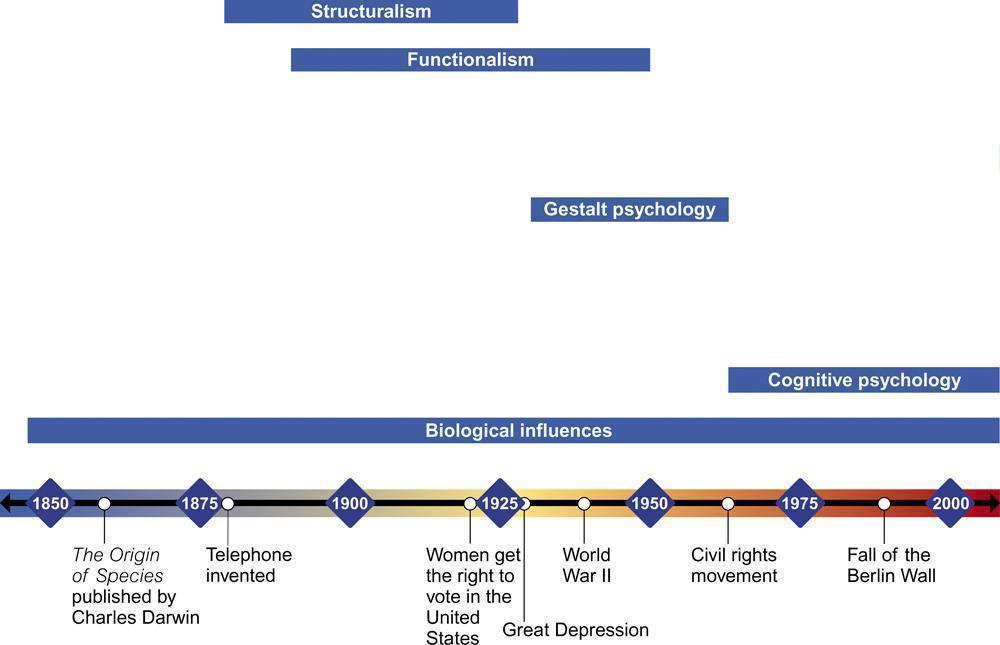 Structuralism
Functionalism
Gestalt psychology
Cognitive psychology
Biological influences
1850
1875
1900
1925
1950
1975
2000
The Origin
of Species
published by
Charles Darwin
Telephone
invented
Women get
the right to
vote in the
United
States
Great Depression
World
War II
Civil rights
movement
Fall of the
Berlin Wall